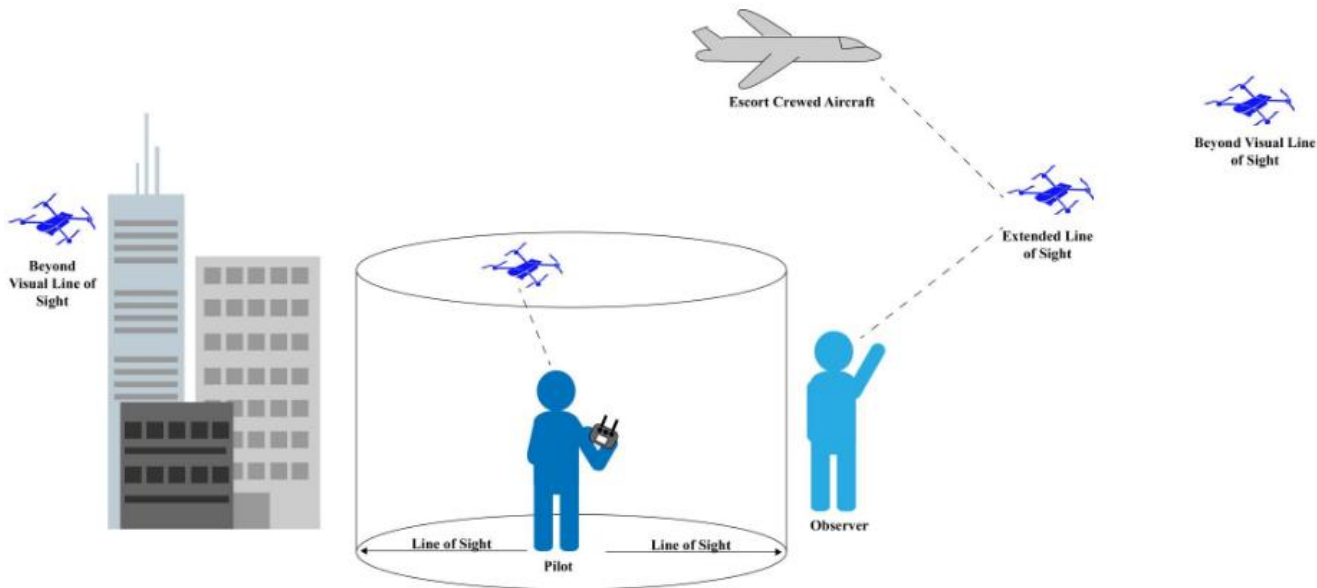 Escort Crewed Aircraft
Beyond Visual Line
of Sight
Extended Line
of Sight
Beyond
Visual Line of
Sight
Observer
Line of Sight
Line of Sight
Pilot